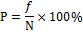 P = f/N × 100%